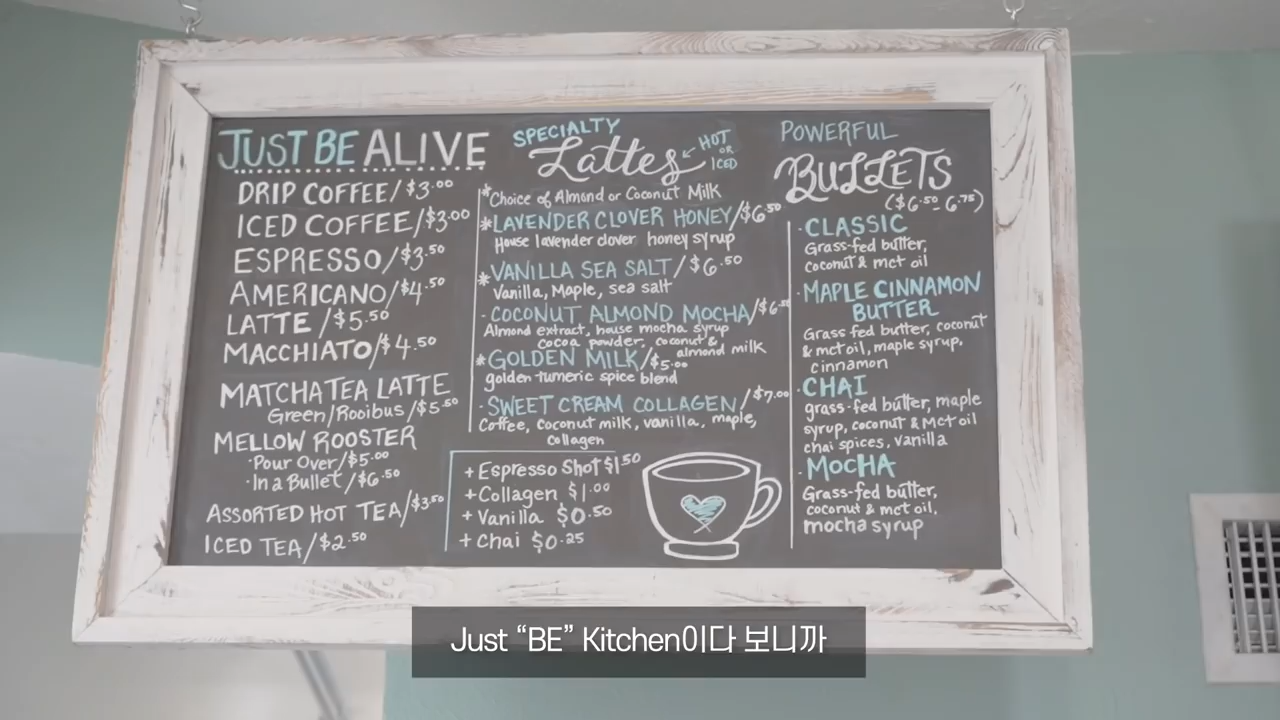 JUST BE ALIVE
DRIP COFFEE/$3.00
ICED COFFEE/$3.00
ESPRESSO/$3.50
AMERICANO/$4.50
LATTE/$5.50
MACCHIATO/$4.50
MATCHA TEA LATTE
Green/Rooibus/$5.50
MELLOW ROOSTER
·Pour Over/$5.00
·In a Bullet/$6.50
ASSORTED HOT TEA/$3.50
ICED TEA/$2.50
SPECIALTY
Lattes
HOT
OR
ICED
*Choice of Almond or Coconut Milk
*LAVENDER CLOVER HONEY/$6.50
House lavender clover honey syrup
*VANILLA SEA SALT/$6.50
Vanilla, Maple, sea salt
·COCONUT ALMOND MOCHA/$6.50
Almond extract, house mocha syrup
cocoa powder, coconut &
almond milk
*GOLDEN MILK/$5.00
golden tumeric spice blend
·SWEET CREAM COLLAGEN/$7.00
Coffee, Coconut milk, vanilla, maple,
collagen
+Espresso Shot $1.50
+Collagen $1.00
+Vanilla $0.50
+chai $0.25
POWERFUL
BULLETS
($6.50-6.75)
·CLASSIC
Grass-fed butter,
coconut & mct oil
·MAPLE CINNAMON
BUTTER
Grass fed butter, coconut
& mct oil, maple syrup,
cinnamon
·CHAI
grass-fed butter, maple
syrup, coconut & mct oil
chai spices, vanilla
·MOCHA
Grass-fed butter,
coconut & mct oil,
mocha syrup
Just “BE” Kitchen이다 보니까